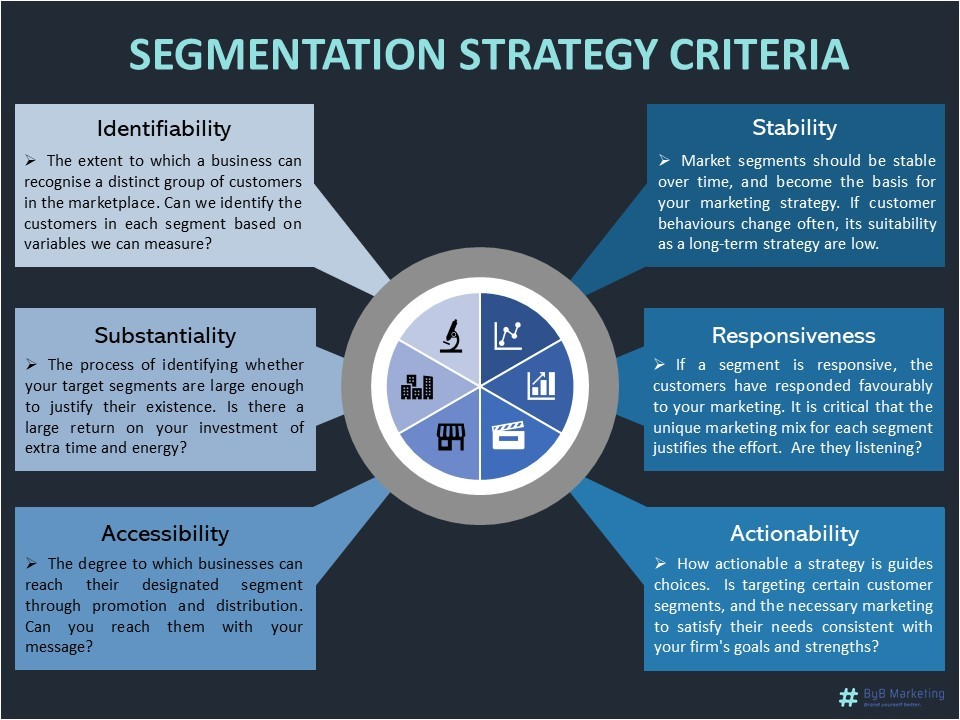 SEGMENTATION STRATEGY CRITERIA
Identifiability
➢ The extent to which a business can
recognise a distinct group of customers
in the marketplace. Can we identify the
customers in each segment based on
variables we can measure?
Stability
➢ Market segments should be stable
over time, and become the basis for
your marketing strategy. If customer
behaviours change often, its suitability
as a long-term strategy are low.
Substantiality
➢ The process of identifying whether
your target segments are large enough
to justify their existence. Is there a
large return on your investment of
extra time and energy?
Responsiveness
➢ If a segment is responsive, the
customers have responded favourably
to your marketing. It is critical that the
unique marketing mix for each segment
justifies the effort. Are they listening?
Accessibility
➢ The degree to which businesses can
reach their designated segment
through promotion and distribution.
Can you reach them with your
message?
Actionability
➢ How actionable a strategy is guides
choices. Is targeting certain customer
segments, and the necessary marketing
to satisfy their needs consistent with
your firm's goals and strengths?
# ByB Marketing
Brand yourself better.